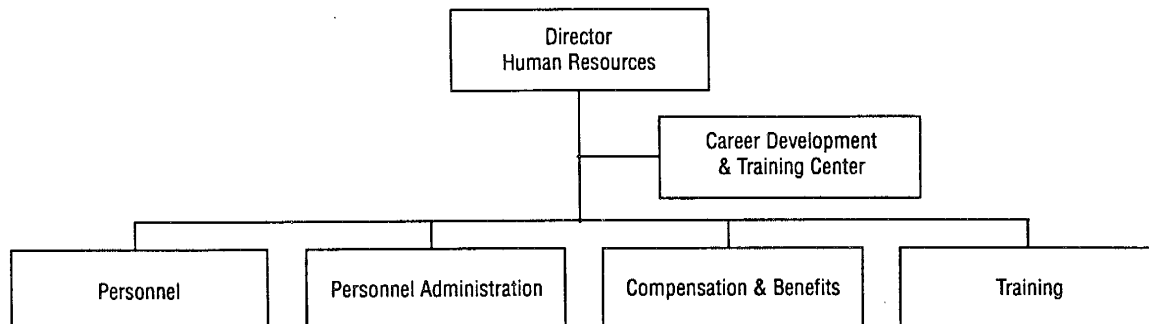 Director
Human Resources
Career Development
& Training Center
Personnel
Personnel Administration
Compensation & Benefits
Training